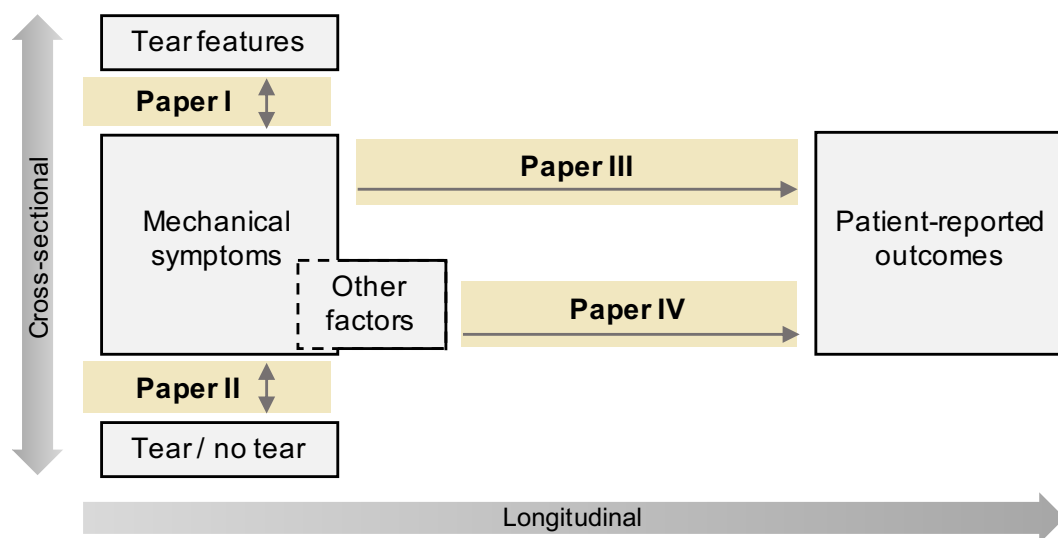 Tear features
Paper I
Cross-sectional
Mechanical
symptoms
Paper III
Patient-reported
outcomes
Other
factors
Paper IV
Paper II
Tear / no tear
Longitudinal